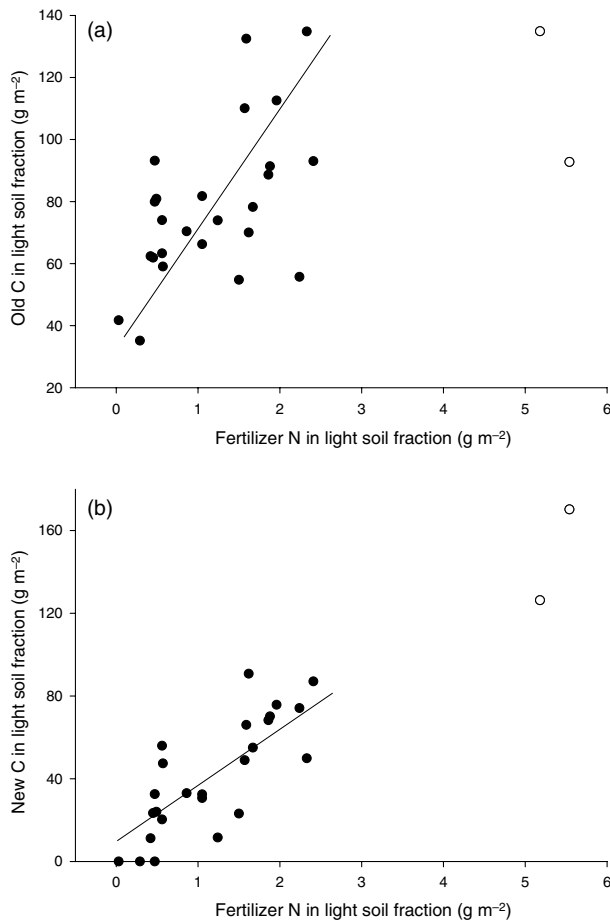 (a)
140
120
100
80
60
40
20
Old C in light soil fraction (g m⁻²)
0 1 2 3 4 5 6
Fertilizer N in light soil fraction (g m⁻²)
(b)
160
120
80
40
0
New C in light soil fraction (g m⁻²)
0 1 2 3 4 5 6
Fertilizer N in light soil fraction (g m⁻²)